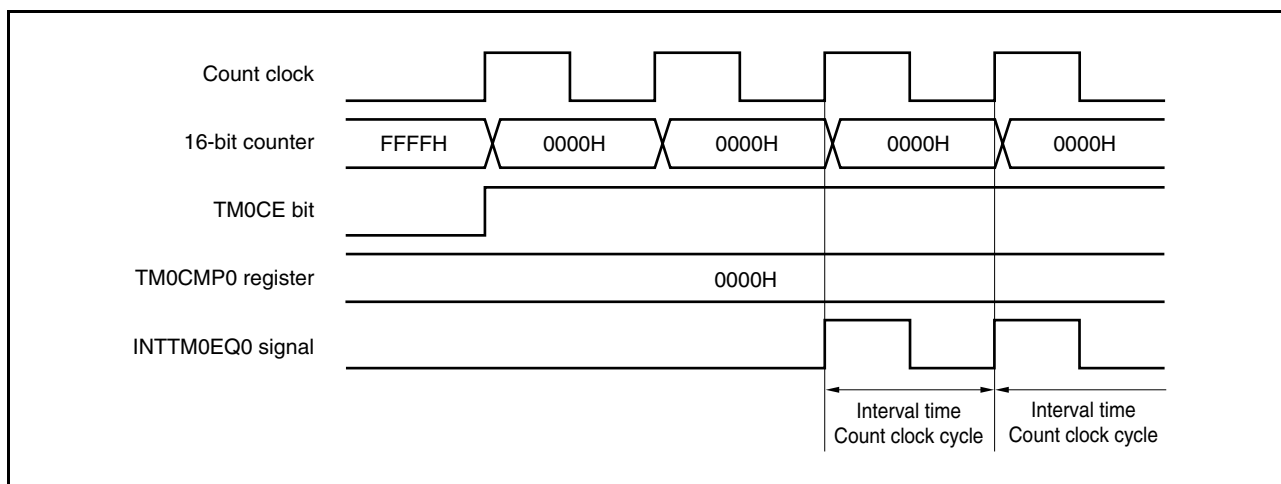 Count clock
16-bit counter FFFFH 0000H 0000H 0000H 0000H
TM0CE bit
TM0CMP0 register 0000H
INTTM0EQ0 signal
Interval time Interval time
Count clock cycle Count clock cycle